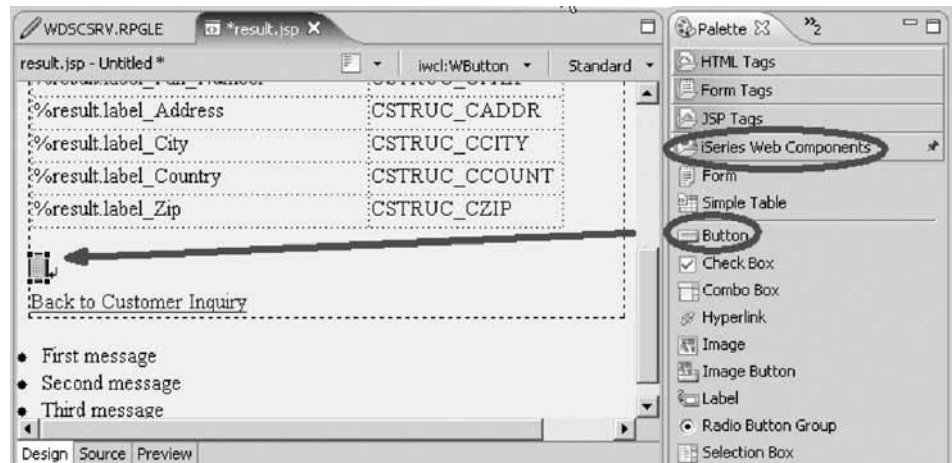 WDSCSRV.RPGLE
*result.jsp
result.jsp - Untitled *
iwcl:WButton
Standard
%result.label_Address CSTRUC_CADDR
%result.label_City CSTRUC_CCITY
%result.label_Country CSTRUC_CCOUNT
%result.label_Zip CSTRUC_CZIP
Back to Customer Inquiry
First message
Second message
Third message
Design Source Preview
Palette
2
HTML Tags
Form Tags
JSP Tags
iSeries Web Components
Form
Simple Table
Button
Check Box
Combo Box
Hyperlink
Image
Image Button
Label
Radio Button Group
Selection Box